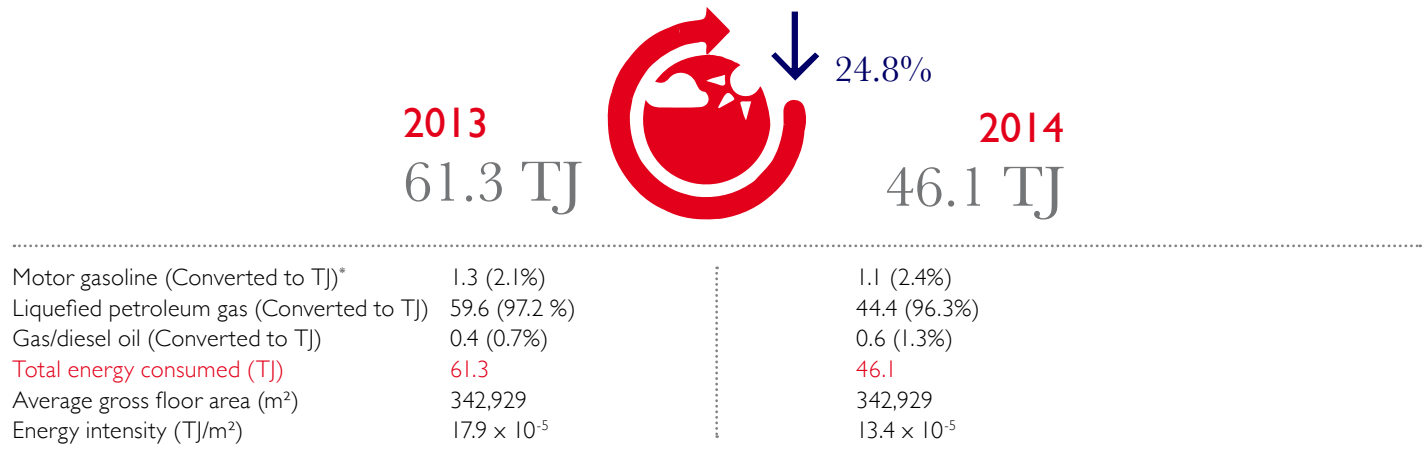 24.8%
2013
2014
61.3 TJ
46.1 TJ
Motor gasoline (Converted to TJ)* 1.3 (2.1%) 1.1 (2.4%)
Liquefied petroleum gas (Converted to TJ) 59.6 (97.2 %) 44.4 (96.3%)
Gas/diesel oil (Converted to TJ) 0.4 (0.7%) 0.6 (1.3%)
Total energy consumed (TJ) 61.3 46.1
Average gross floor area (m²) 342,929 342,929
Energy intensity (TJ/m²) 17.9 x 10⁻⁵ 13.4 x 10⁻⁵